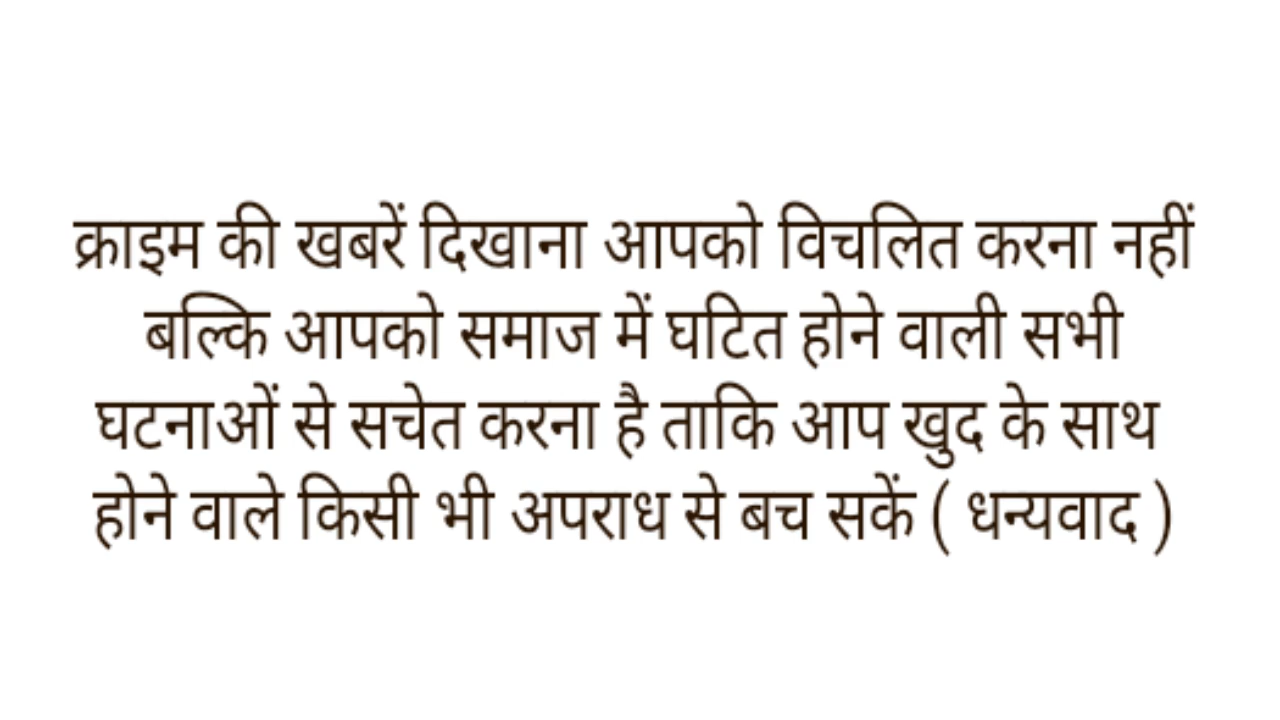 क्राइम की खबरें दिखाना आपको विचलित करना नहीं
बल्कि आपको समाज में घटित होने वाली सभी
घटनाओं से सचेत करना है ताकि आप खुद के साथ
होने वाले किसी भी अपराध से बच सकें ( धन्यवाद )